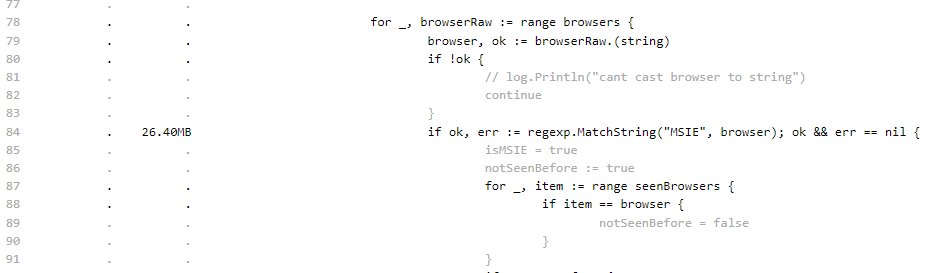 77 . .
78 . . for _, browserRaw := range browsers {
79 . . browser, ok := browserRaw.(string)
80 . . if !ok {
81 . . // log.Println("cant cast browser to string")
82 . . continue
83 . . }
84 . 26.40MB if ok, err := regexp.MatchString("MSIE", browser); ok && err == nil {
85 . . isMSIE = true
86 . . notSeenBefore := true
87 . . for _, item := range seenBrowsers {
88 . . if item == browser {
89 . . notSeenBefore = false
90 . . }
91 . . }